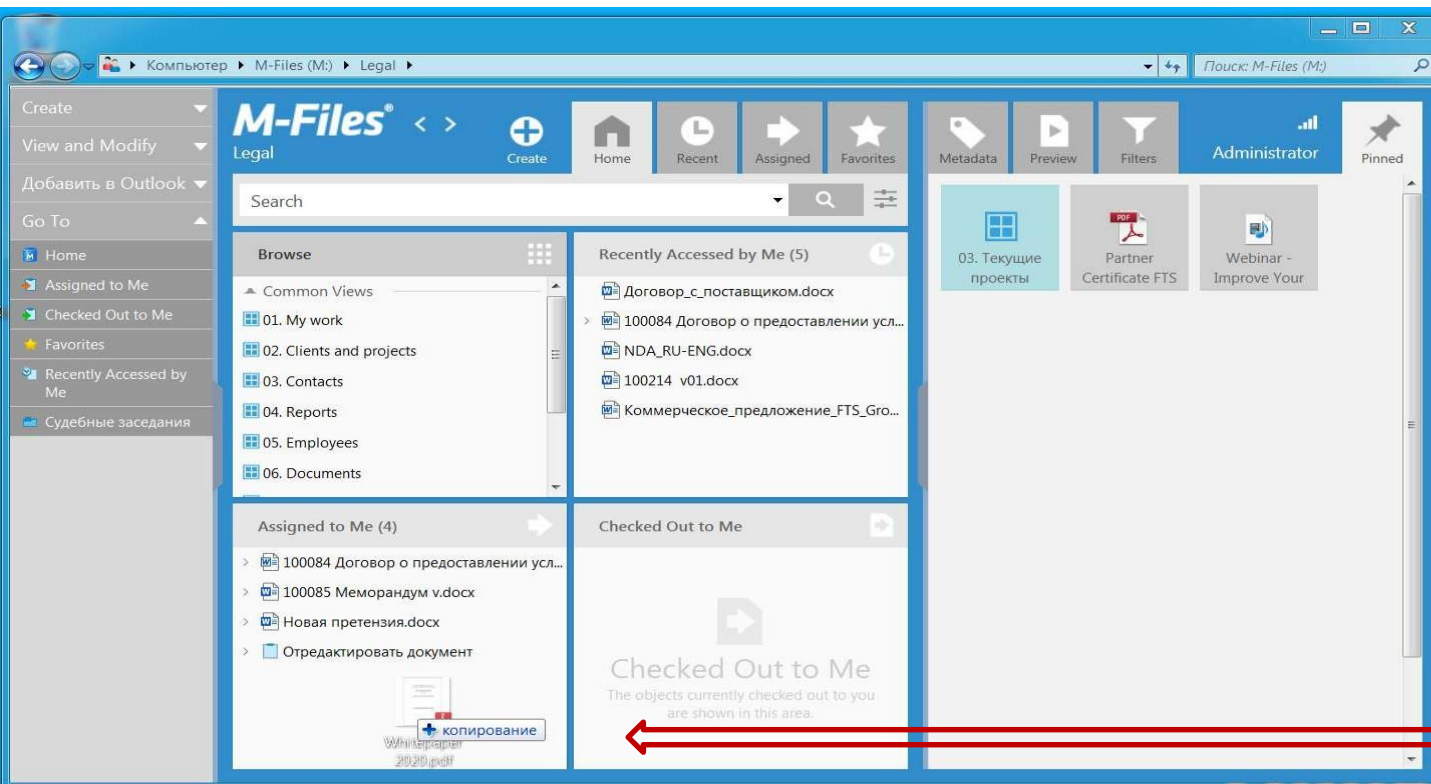 Компьютер ▸ M-Files (M:) ▸ Legal ▸
Поиск: M-Files (M:)
Create
View and Modify
Добавить в Outlook
Go To
Home
Assigned to Me
Checked Out to Me
Favorites
Recently Accessed by
Me
Судебные заседания
M-Files®
Legal
Create
Home
Recent
Assigned
Favorites
Metadata
Preview
Filters
Administrator
Pinned
Search
Browse
Common Views
01. My work
02. Clients and projects
03. Contacts
04. Reports
05. Employees
06. Documents
Recently Accessed by Me (5)
Договор_с_поставщиком.docx
100084 Договор о предоставлении усл...
NDA_RU-ENG.docx
100214 v01.docx
Коммерческое_предложение_FTS_Gro...
Assigned to Me (4)
100084 Договор о предоставлении усл...
100085 Меморандум v.docx
Новая претензия.docx
Отредактировать документ
копирование
Whitepaper
2020.pdf
Checked Out to Me
Checked Out to Me
The objects currently checked out to you
are shown in this area.
03. Текущие
проекты
PDF
Partner
Certificate FTS
Webinar -
Improve Your